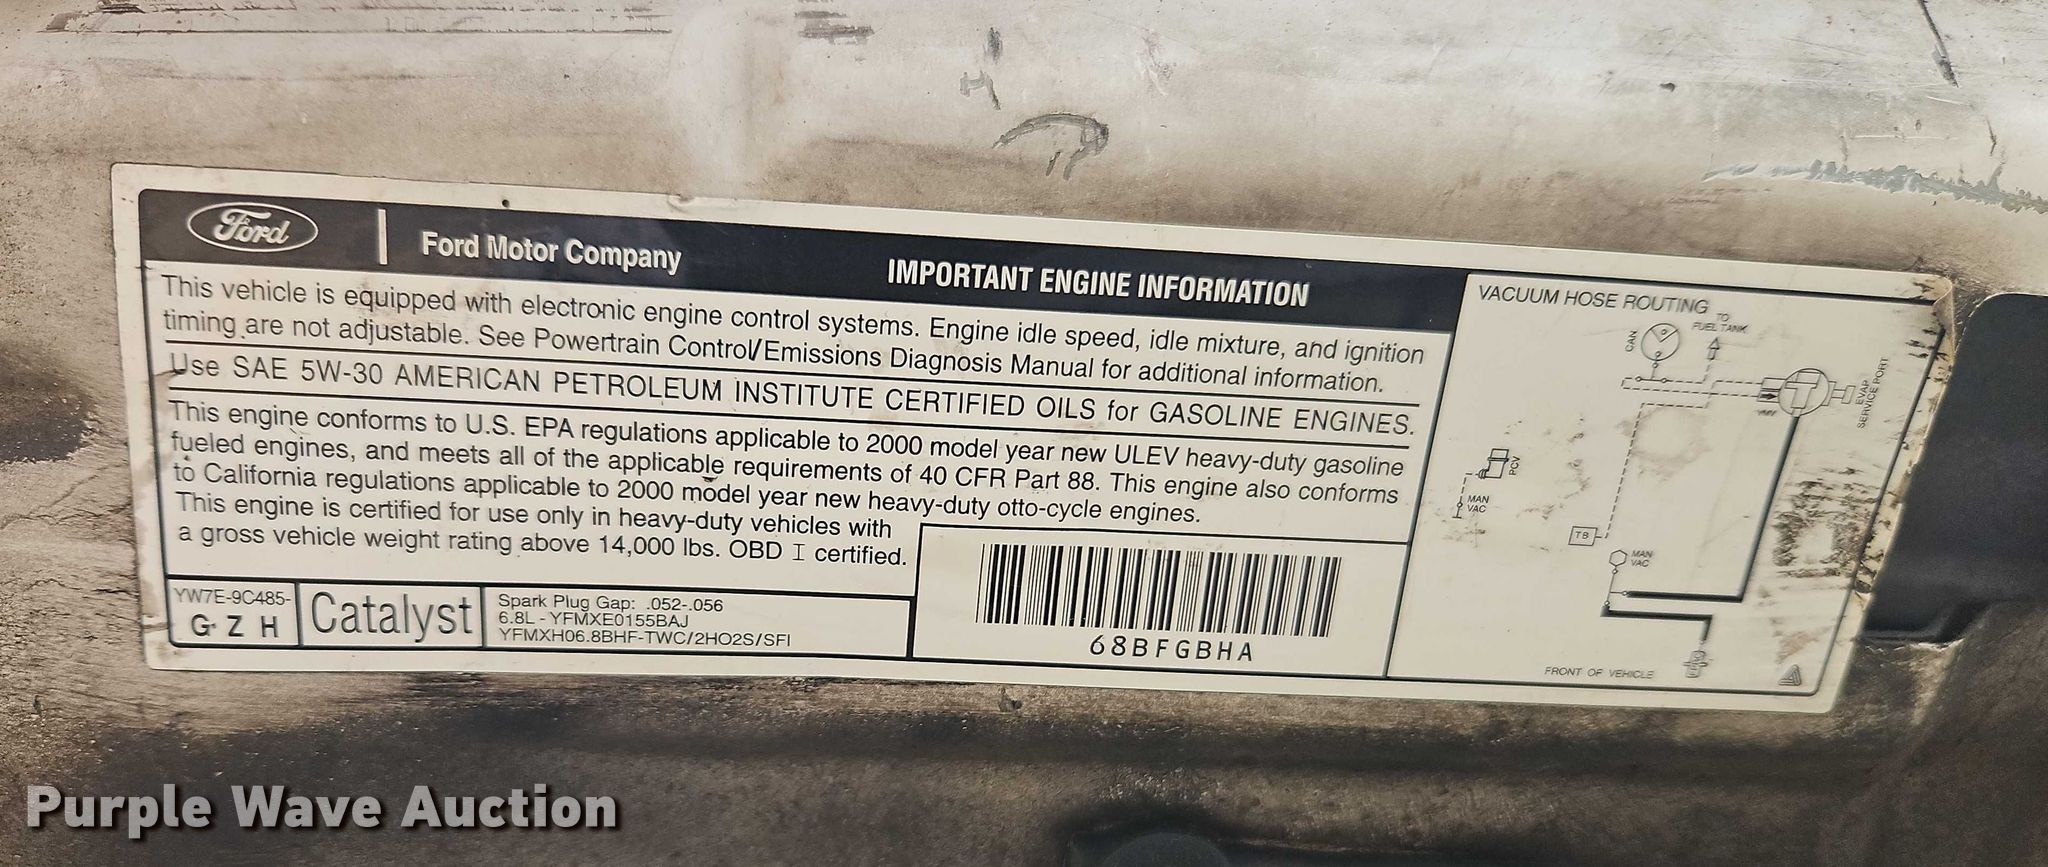 Ford
Ford Motor Company
IMPORTANT ENGINE INFORMATION
This vehicle is equipped with electronic engine control systems. Engine idle speed, idle mixture, and ignition
timing are not adjustable. See Powertrain Control/Emissions Diagnosis Manual for additional information.
Use SAE 5W-30 AMERICAN PETROLEUM INSTITUTE CERTIFIED OILS for GASOLINE ENGINES.
This engine conforms to U.S. EPA regulations applicable to 2000 model year new ULEV heavy-duty gasoline
fueled engines, and meets all of the applicable requirements of 40 CFR Part 88. This engine also conforms
to California regulations applicable to 2000 model year new heavy-duty otto-cycle engines.
This engine is certified for use only in heavy-duty vehicles with
a gross vehicle weight rating above 14,000 lbs. OBD I certified.
YW7E-9C485-
G Z H
Catalyst
Spark Plug Gap: .052-.056
6.8L - YFMXE0155BAJ
YFMXH06.8BHF-TWC/2HO2S/SFI
68BFGBHA
VACUUM HOSE ROUTING
TO
FUEL TANK
CAN
VMV
EVAP
SERVICE PORT
PCV
MAN
VAC
TB
MAN
VAC
FRONT OF VEHICLE
Purple Wave Auction